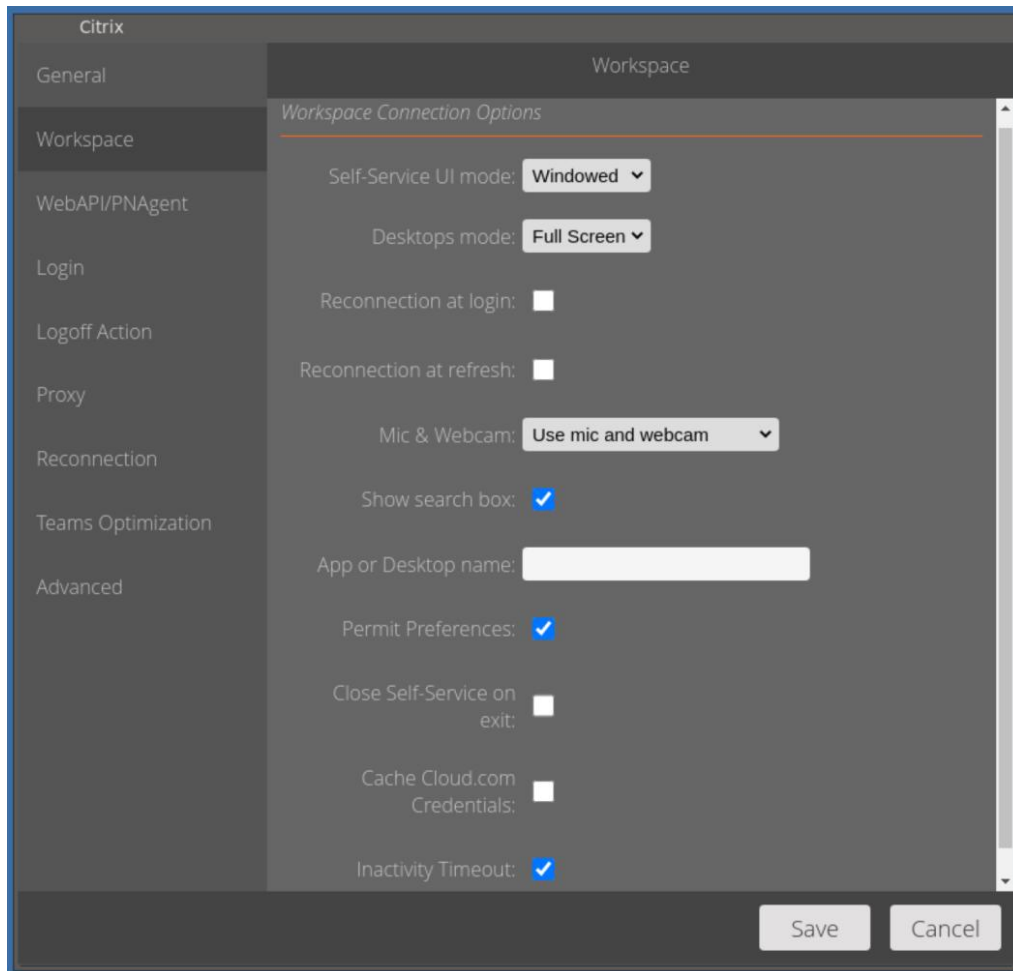 Citrix
General
Workspace
WebAPI/PNAgent
Login
Logoff Action
Proxy
Reconnection
Teams Optimization
Advanced
Workspace
Workspace Connection Options
Self-Service UI mode: Windowed
Desktops mode: Full Screen
Reconnection at login:
Reconnection at refresh:
Mic & Webcam: Use mic and webcam
Show search box:
App or Desktop name:
Permit Preferences:
Close Self-Service on
exit:
Cache Cloud.com
Credentials:
Inactivity Timeout:
Save Cancel